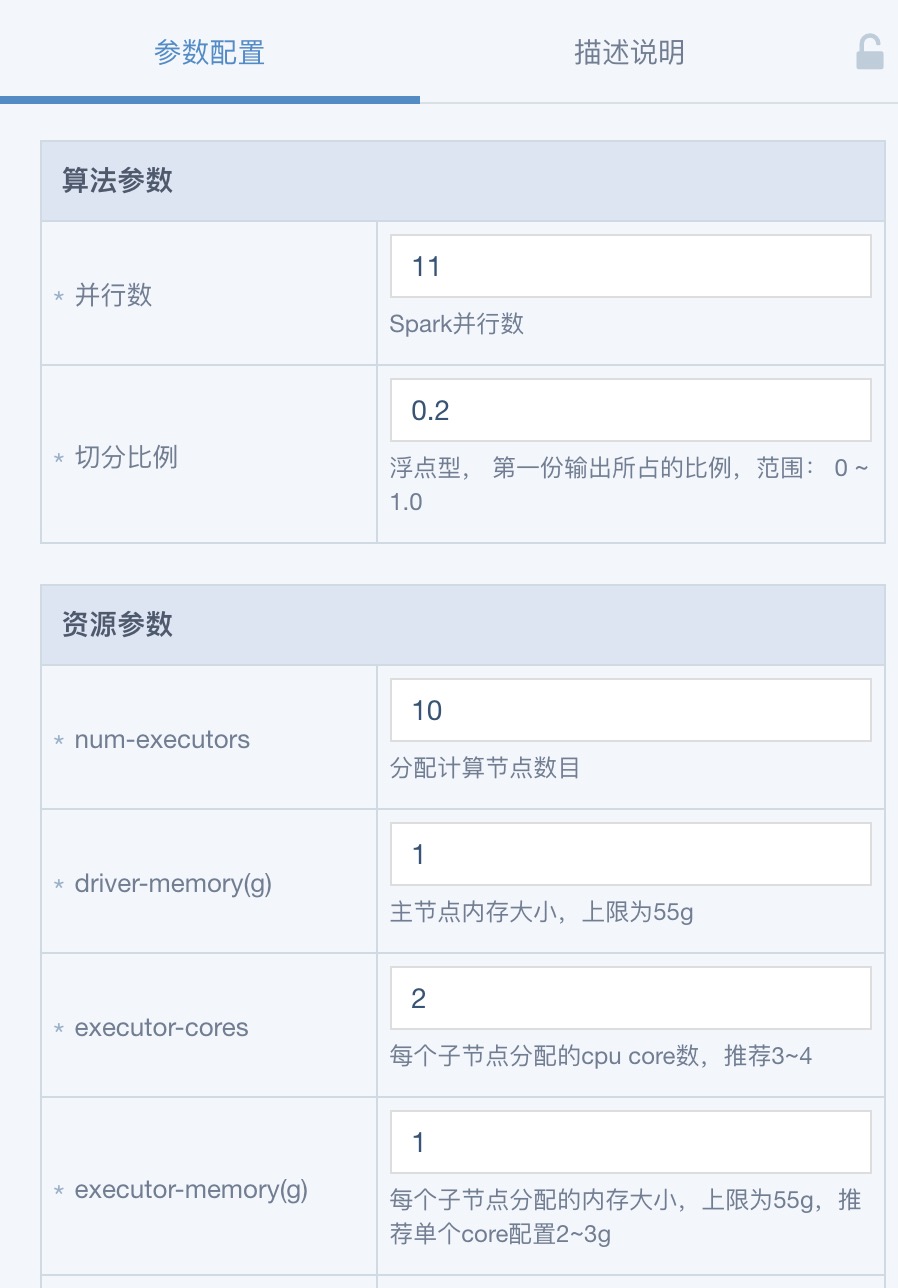 参数配置
描述说明
算法参数
* 并行数
11
Spark并行数
* 切分比例
0.2
浮点型， 第一份输出所占的比例，范围： 0 ~
1.0
资源参数
* num-executors
10
分配计算节点数目
* driver-memory(g)
1
主节点内存大小，上限为55g
* executor-cores
2
每个子节点分配的cpu core数，推荐3~4
* executor-memory(g)
1
每个子节点分配的内存大小，上限为55g，推
荐单个core配置2~3g